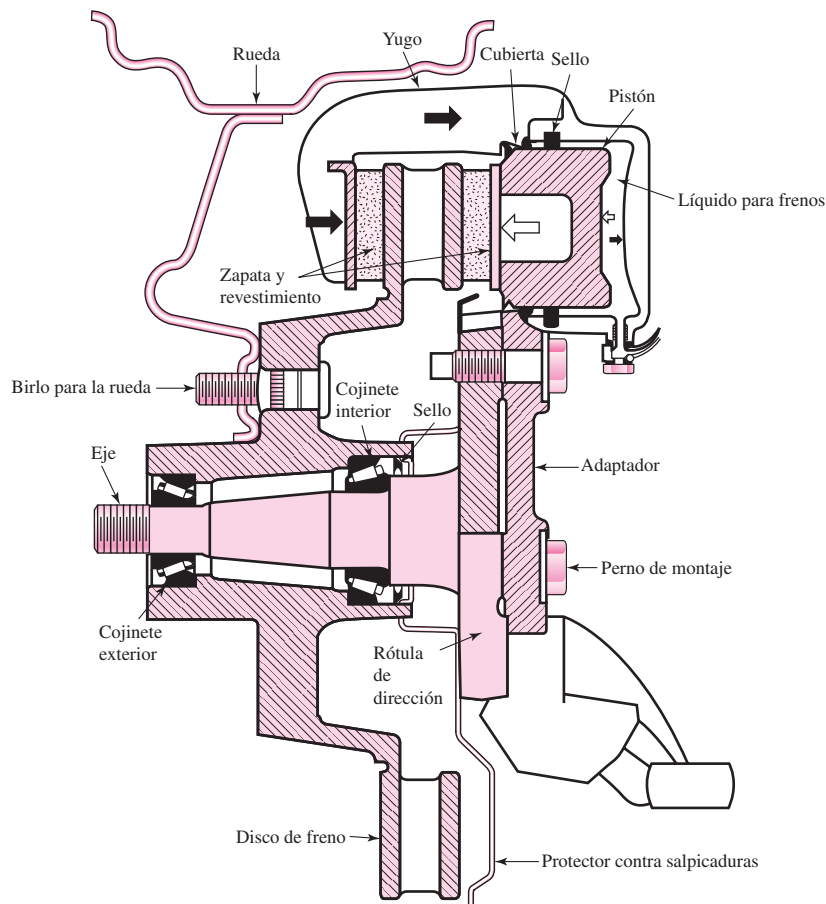 Rueda
Yugo
Cubierta
Sello
Pistón
Líquido para frenos
Zapata y
revestimiento
Birlo para la rueda
Cojinete
interior
Sello
Eje
Adaptador
Perno de montaje
Cojinete
exterior
Rótula
de
dirección
Disco de freno
Protector contra salpicaduras